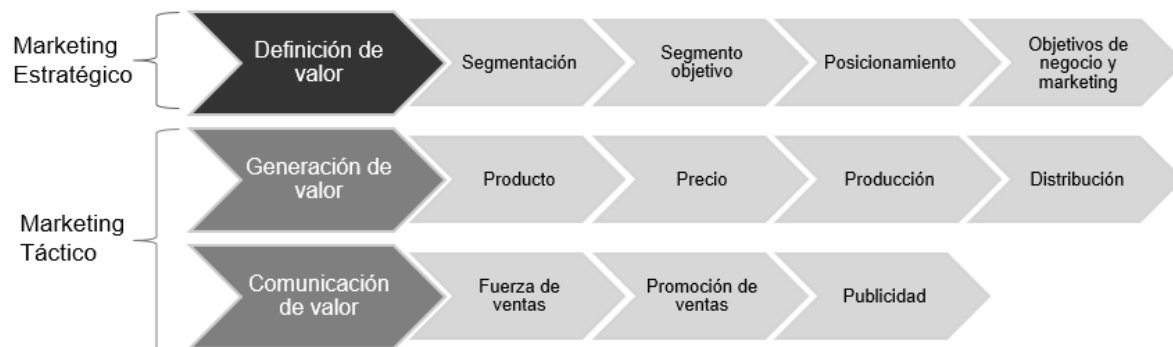 Marketing
Estratégico
Definición de
valor
Segmentación
Segmento
objetivo
Posicionamiento
Objetivos de
negocio y
marketing
Marketing
Táctico
Generación de
valor
Producto
Precio
Producción
Distribución
Comunicación
de valor
Fuerza de
ventas
Promoción de
ventas
Publicidad